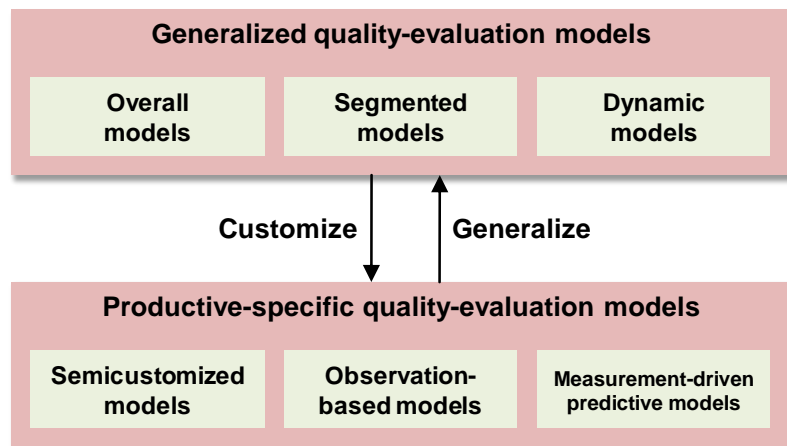 Generalized quality-evaluation models
Overall
models
Segmented
models
Dynamic
models
Customize
Generalize
Productive-specific quality-evaluation models
Semicustomized
models
Observation-
based models
Measurement-driven
predictive models